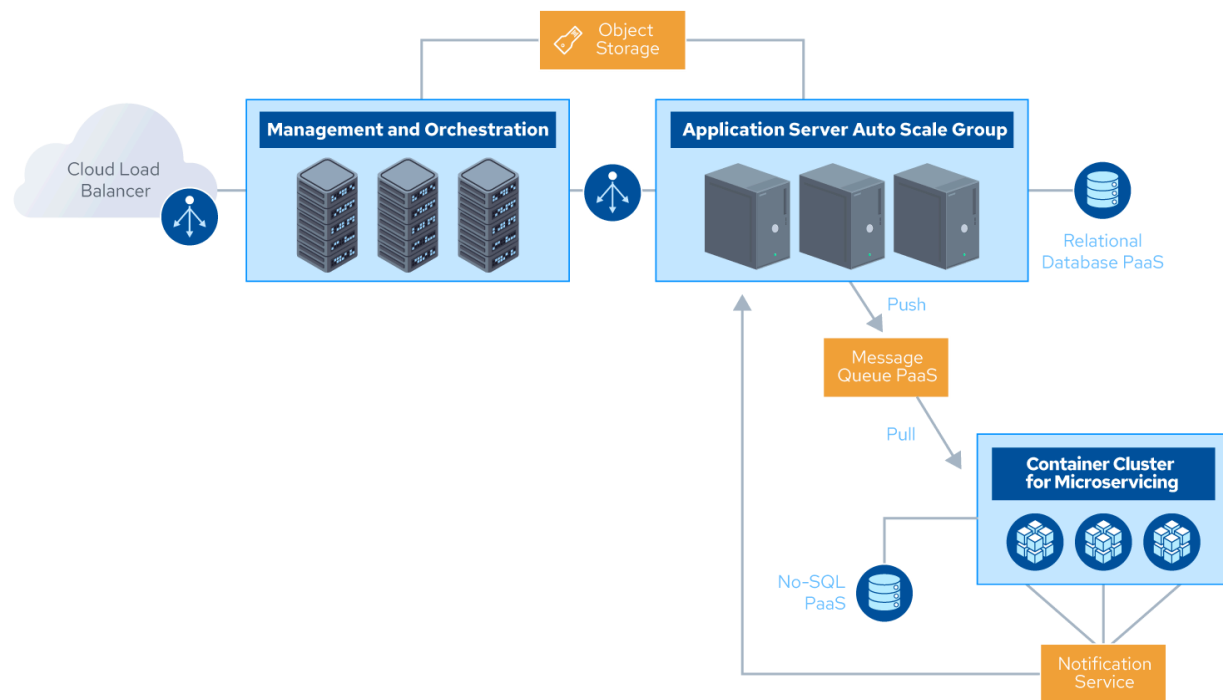 Object
Storage
Management and Orchestration
Application Server Auto Scale Group
Cloud Load
Balancer
Relational
Database PaaS
Push
Message
Queue PaaS
Pull
Container Cluster
for Microservicing
No-SQL
PaaS
Notification
Service